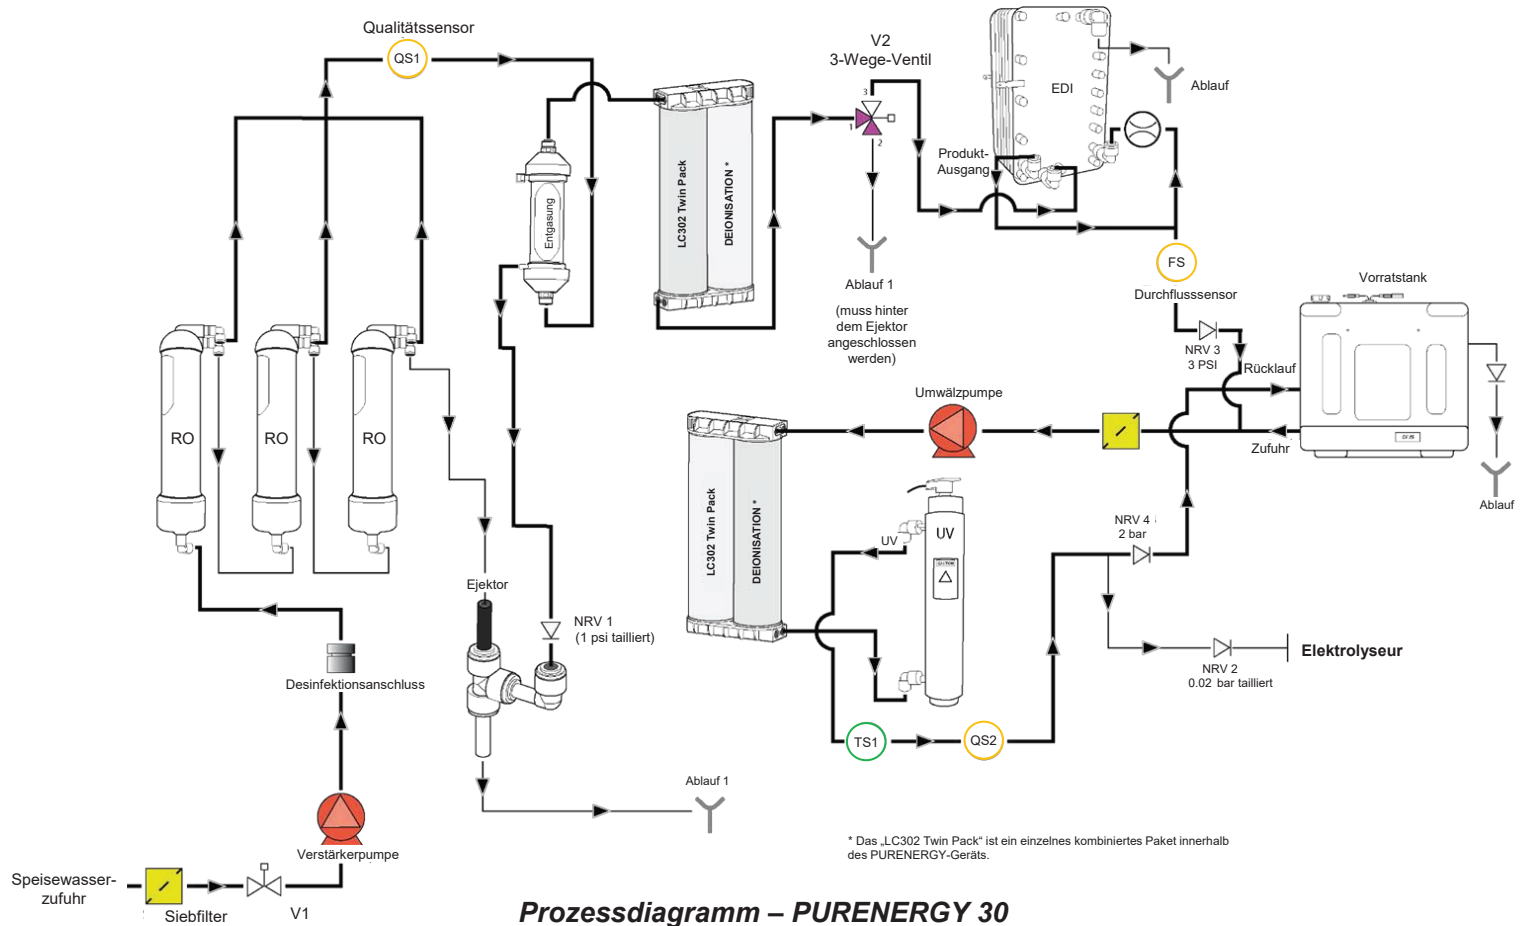 Qualitätssensor
QS1
V2
3-Wege-Ventil
3
1
2
EDI
Ablauf
Produkt-
Ausgang
LC302 Twin Pack
DEIONISATION *
Entgasung
Ablauf 1
(muss hinter
dem Ejektor
angeschlossen
werden)
FS
Durchflusssensor
NRV 3
3 PSI
Vorratstank
Rücklauf
Zufuhr
Ablauf
Umwälzpumpe
RO
RO
RO
LC302 Twin Pack
DEIONISATION *
UV
UV
NRV 4
2 bar
Ejektor
NRV 1
(1 psi tailliert)
NRV 2
0.02 bar tailliert
Elektrolyseur
Desinfektionsanschluss
TS1
QS2
Ablauf 1
Verstärkerpumpe
* Das „LC302 Twin Pack“ ist ein einzelnes kombiniertes Paket innerhalb
des PURENERGY-Geräts.
Speisewasser-
zufuhr
Siebfilter
V1
Prozessdiagramm – PURENERGY 30